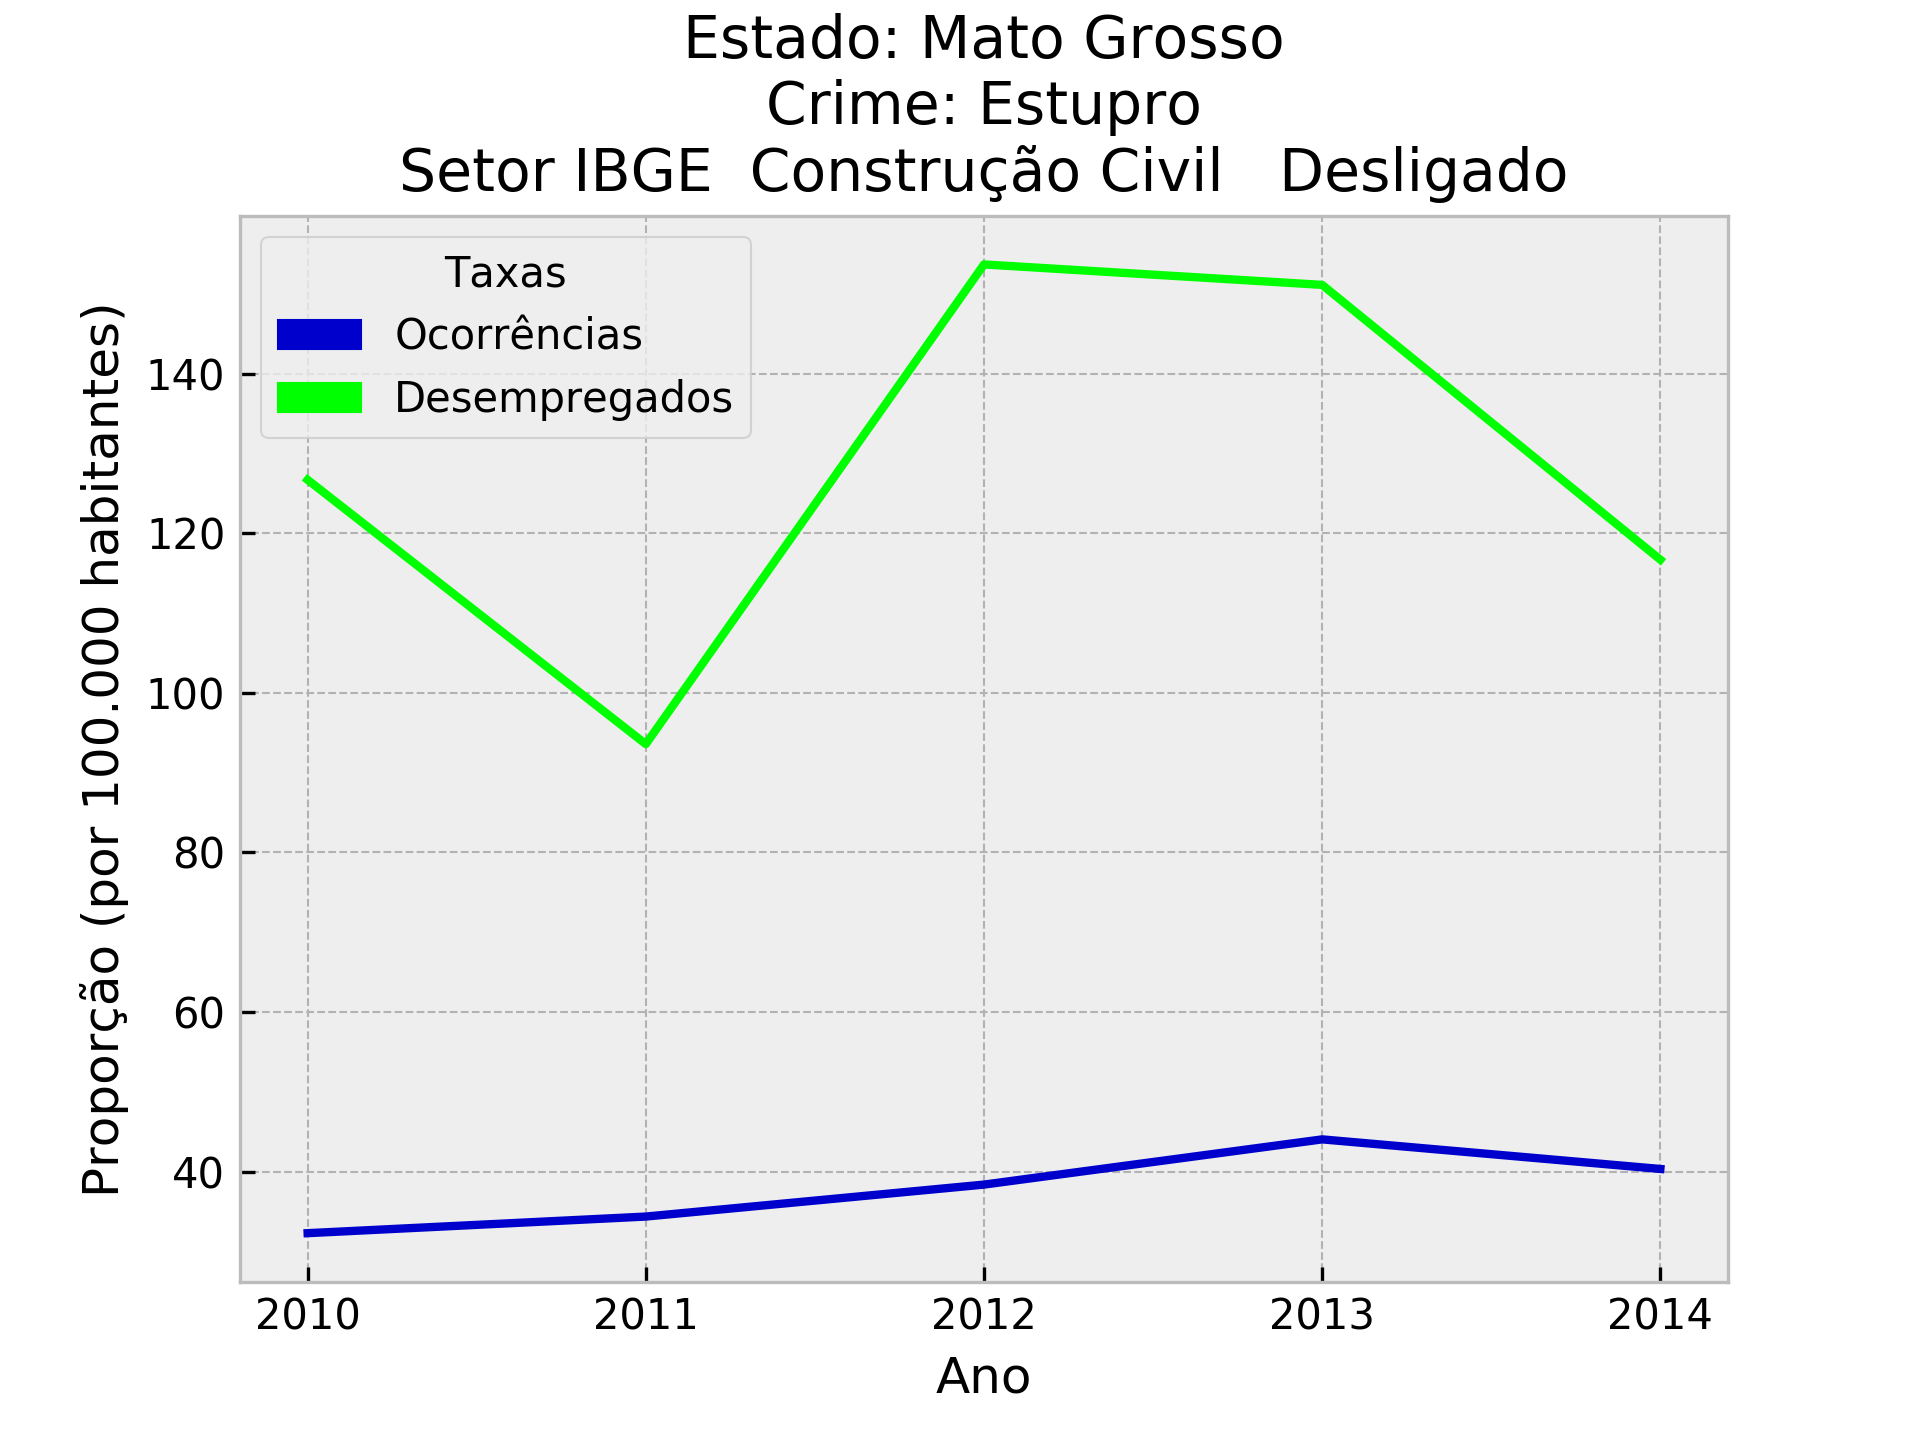 Estado: Mato Grosso
Crime: Estupro
Setor IBGE  Construção Civil   Desligado
Taxas
Ocorrências
Desempregados
Proporção (por 100.000 habitantes)
140
120
100
80
60
40
2010 2011 2012 2013 2014
Ano